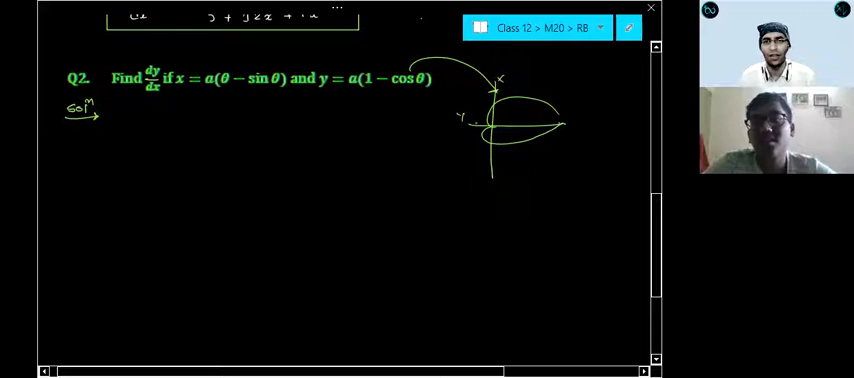 Class 12 > M20 > RB
Q2. Find dy/dx if x = a(θ − sin θ) and y = a(1 − cos θ)
Solⁿ
X
Y